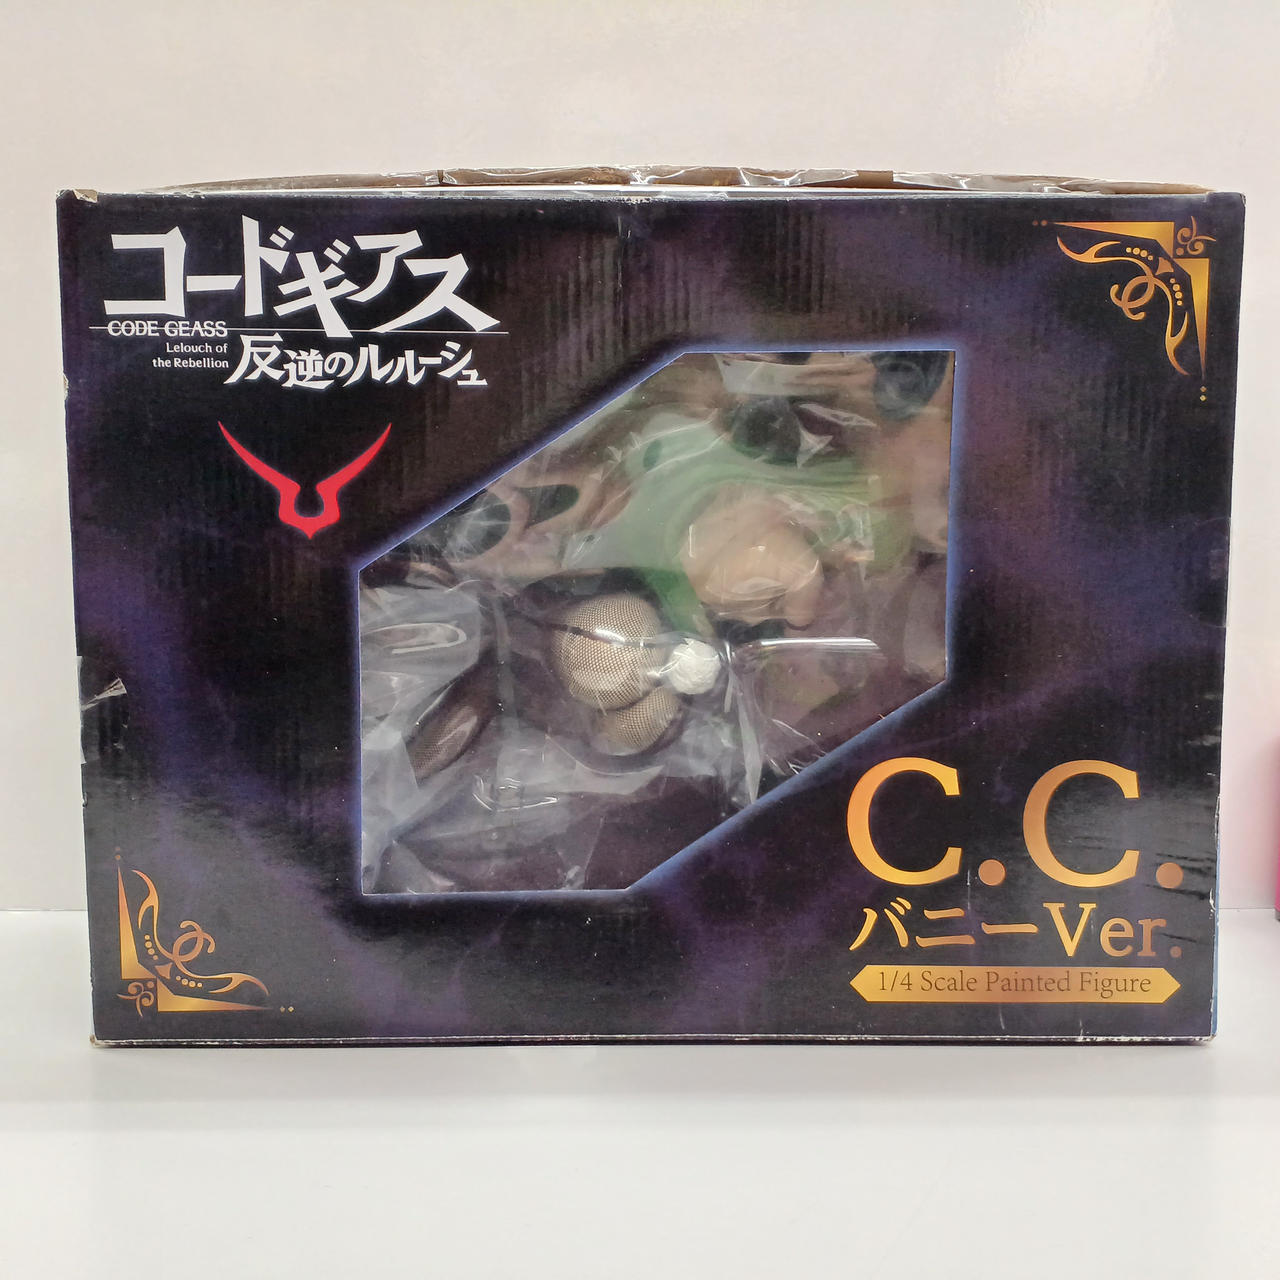 コードギアス
CODE GEASS
Lelouch of
the Rebellion
反逆のルルーシュ
C.C.
バニーVer.
1/4 Scale Painted Figure